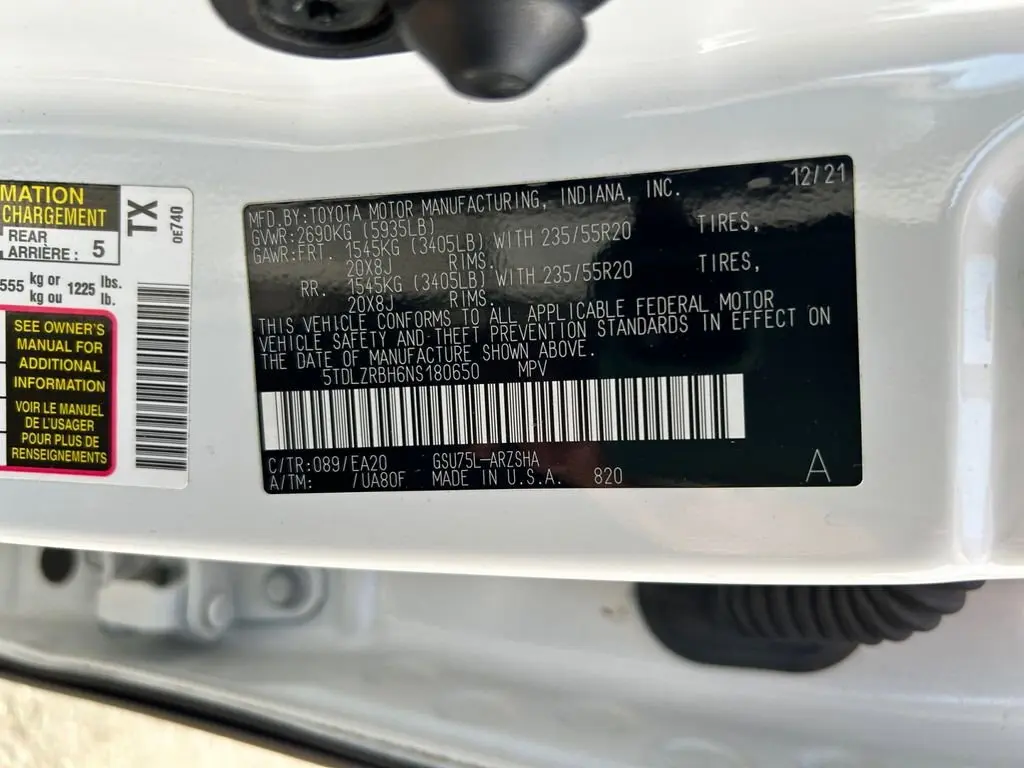 MATION
CHARGEMENT
REAR
ARRIÈRE : 5
555 kg or 1225 lbs.
kg ou lb.
SEE OWNER'S
MANUAL FOR
ADDITIONAL
INFORMATION
VOIR LE MANUEL
DE L'USAGER
POUR PLUS DE
RENSEIGNEMENTS
TX
0E740
12/21
MFD.BY:TOYOTA MOTOR MANUFACTURING, INDIANA, INC.
GVWR:2690KG (5935LB)
GAWR:FRT. 1545KG (3405LB) WITH 235/55R20 TIRES,
20X8J RIMS.
RR. 1545KG (3405LB) WITH 235/55R20 TIRES,
20X8J RIMS.
THIS VEHICLE CONFORMS TO ALL APPLICABLE FEDERAL MOTOR
VEHICLE SAFETY AND THEFT PREVENTION STANDARDS IN EFFECT ON
THE DATE OF MANUFACTURE SHOWN ABOVE.
5TDLZRBH6NS180650 MPV
C/TR:089/EA20 GSU75L-ARZSHA
A/TM: /UA80F MADE IN U.S.A. 820
A